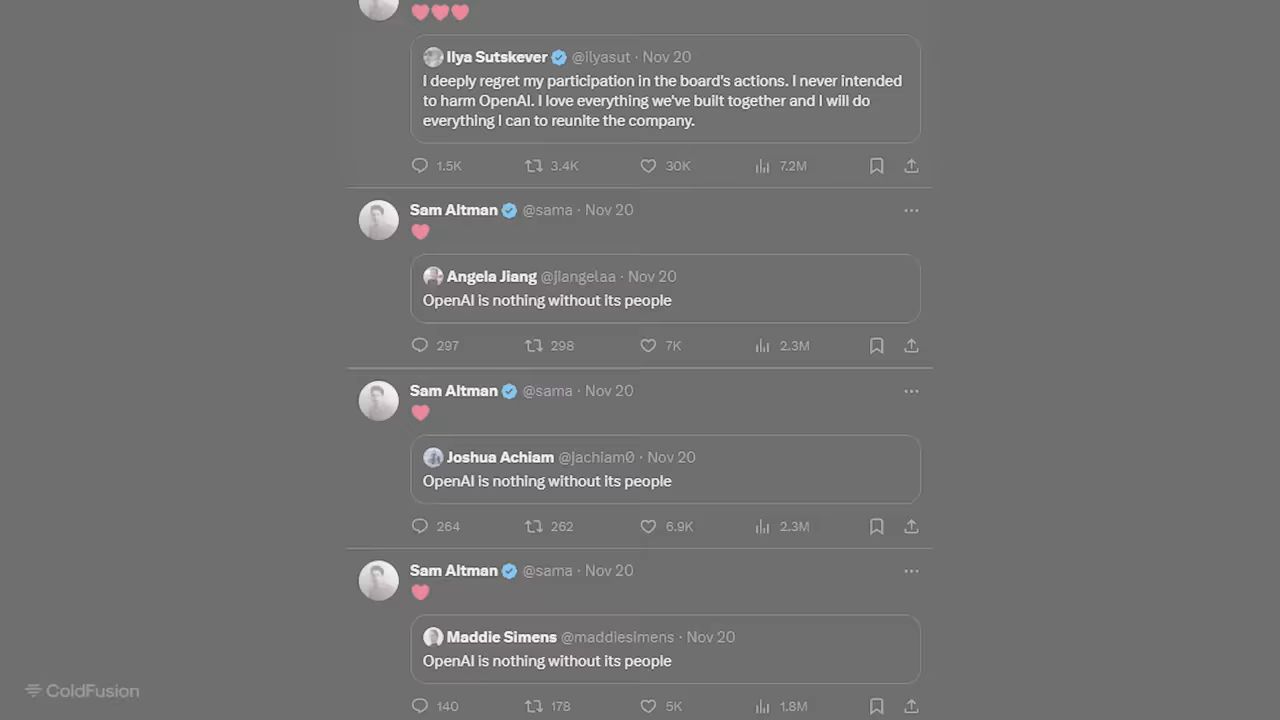 Ilya Sutskever @ilyasut · Nov 20
I deeply regret my participation in the board's actions. I never intended
to harm OpenAI. I love everything we've built together and I will do
everything I can to reunite the company.
1.5K 3.4K 30K 7.2M
Sam Altman @sama · Nov 20
Angela Jiang @jiangelaa · Nov 20
OpenAI is nothing without its people
297 298 7K 2.3M
Sam Altman @sama · Nov 20
Joshua Achiam @jachiam0 · Nov 20
OpenAI is nothing without its people
264 262 6.9K 2.3M
Sam Altman @sama · Nov 20
Maddie Simens @maddiesimens · Nov 20
OpenAI is nothing without its people
ColdFusion
140 178 5K 1.8M